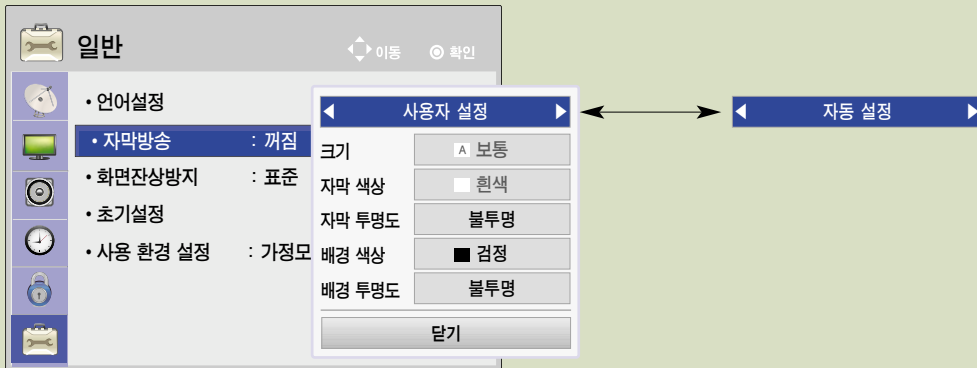 일반
이동
확인
• 언어설정
• 자막방송 : 꺼짐
• 화면잔상방지 : 표준
• 초기설정
• 사용 환경 설정 : 가정모
사용자 설정
크기 A 보통
자막 색상 흰색
자막 투명도 불투명
배경 색상 검정
배경 투명도 불투명
닫기
자동 설정